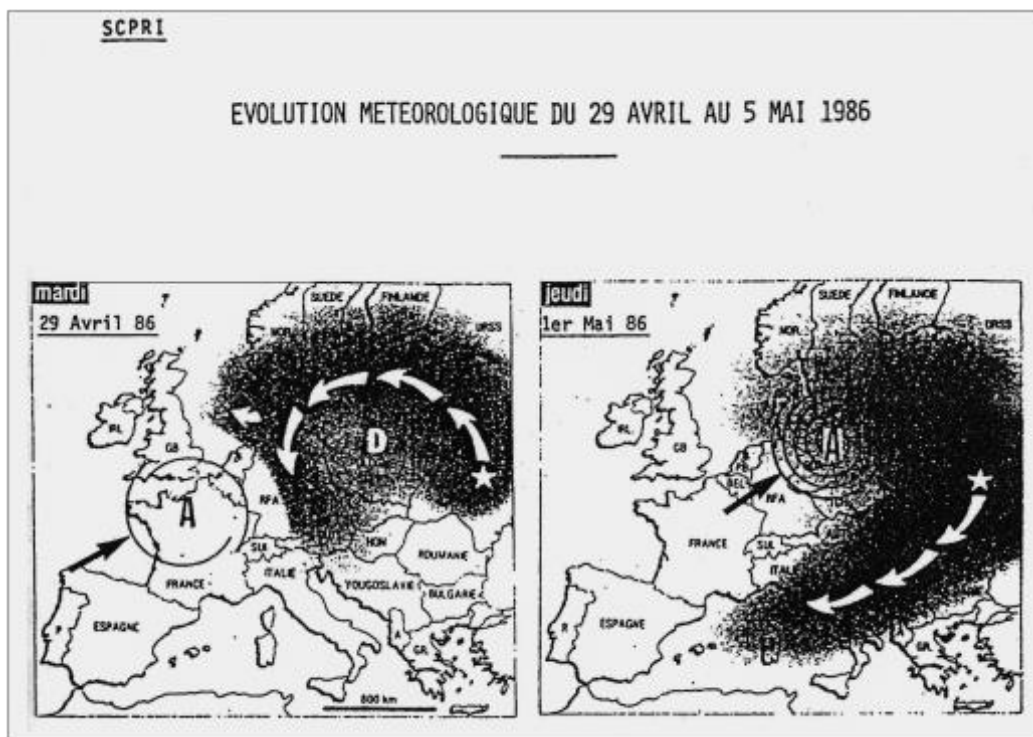 SCPRI
EVOLUTION METEOROLOGIQUE DU 29 AVRIL AU 5 MAI 1986
mardi
29 Avril 86
SUEDE
FINLANDE
NOR.
URSS
IRL
GB
D
A
RFA
SUI.
HON
ROUMANIE
ITALIE
YOUGOSLAVIE
BULGARIE
FRANCE
ESPAGNE
P
A
GR.
800 km
jeudi
1er Mai 86
SUEDE
FINLANDE
NOR.
URSS
IRL
GB
A
BEL
RFA
FRANCE
SUI.
ITALIE
ESPAGNE
P
D
GR.